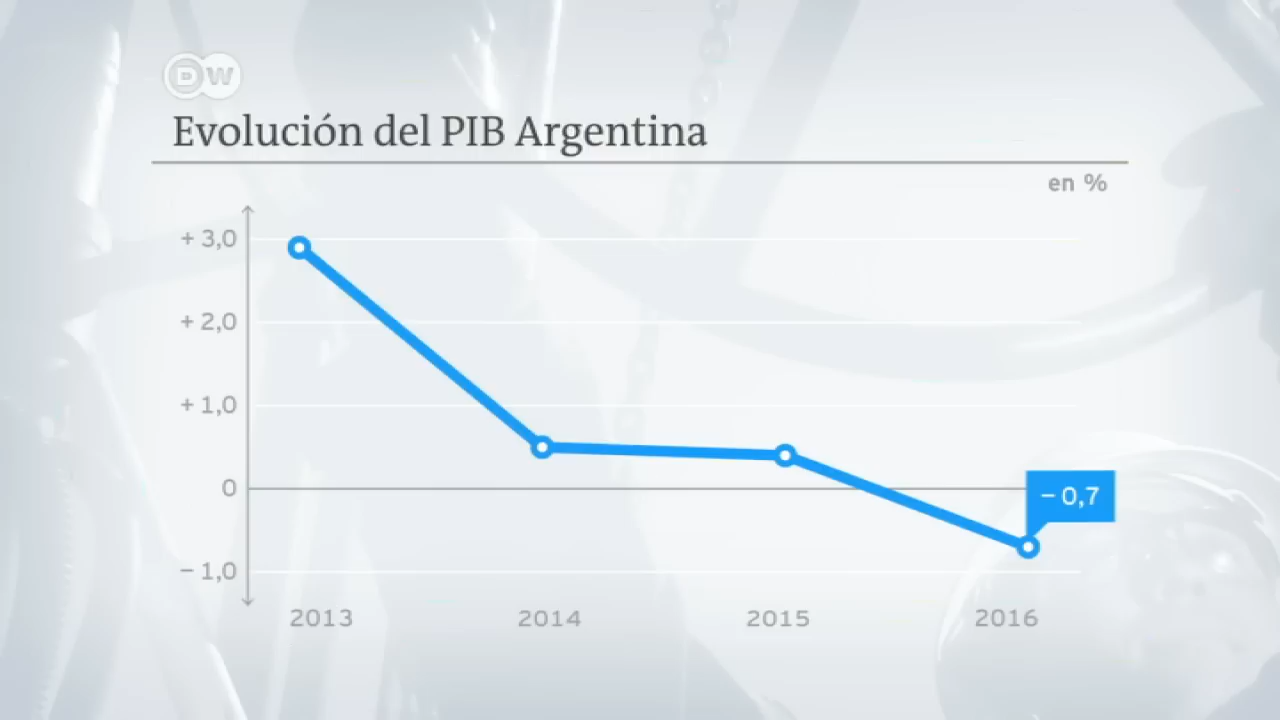 DW
Evolución del PIB Argentina
en %
+ 3,0
+ 2,0
+ 1,0
0
− 0,7
− 1,0
2013 2014 2015 2016